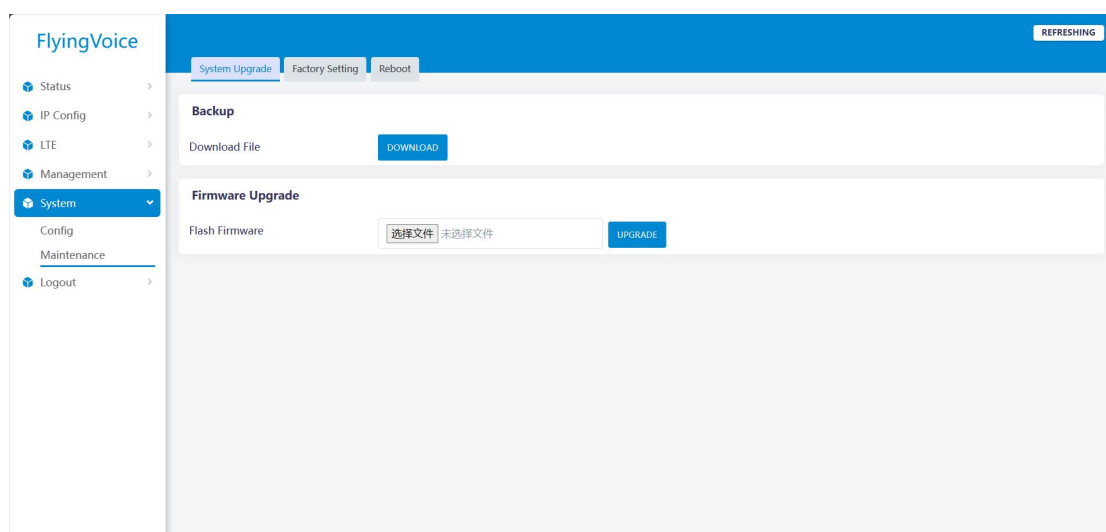 FlyingVoice
REFRESHING
System Upgrade Factory Setting Reboot
Status
IP Config
LTE
Management
System
Config
Maintenance
Logout
Backup
Download File DOWNLOAD
Firmware Upgrade
Flash Firmware 选择文件 未选择文件 UPGRADE